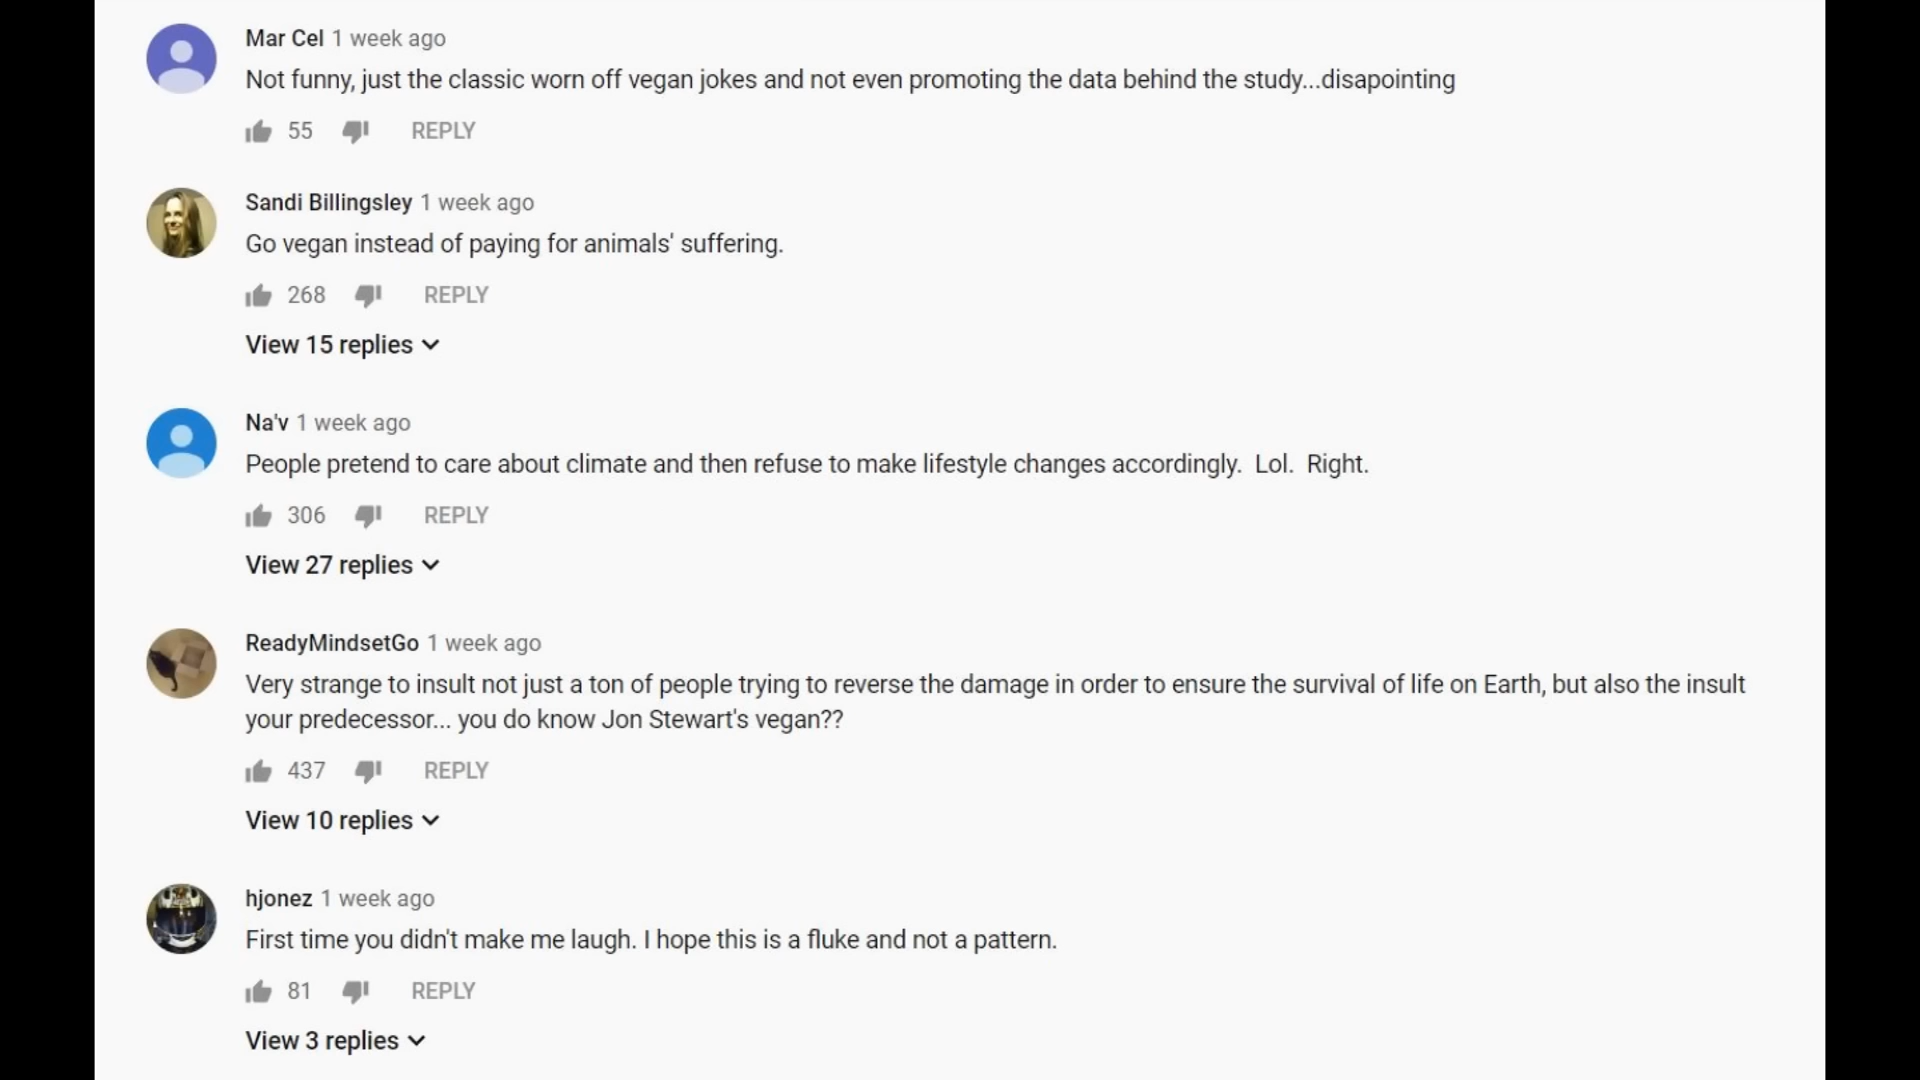 Mar Cel 1 week ago
Not funny, just the classic worn off vegan jokes and not even promoting the data behind the study...disapointing
55 REPLY
Sandi Billingsley 1 week ago
Go vegan instead of paying for animals' suffering.
268 REPLY
View 15 replies
Na'v 1 week ago
People pretend to care about climate and then refuse to make lifestyle changes accordingly.  Lol.  Right.
306 REPLY
View 27 replies
ReadyMindsetGo 1 week ago
Very strange to insult not just a ton of people trying to reverse the damage in order to ensure the survival of life on Earth, but also the insult
your predecessor... you do know Jon Stewart's vegan??
437 REPLY
View 10 replies
hjonez 1 week ago
First time you didn't make me laugh. I hope this is a fluke and not a pattern.
81 REPLY
View 3 replies